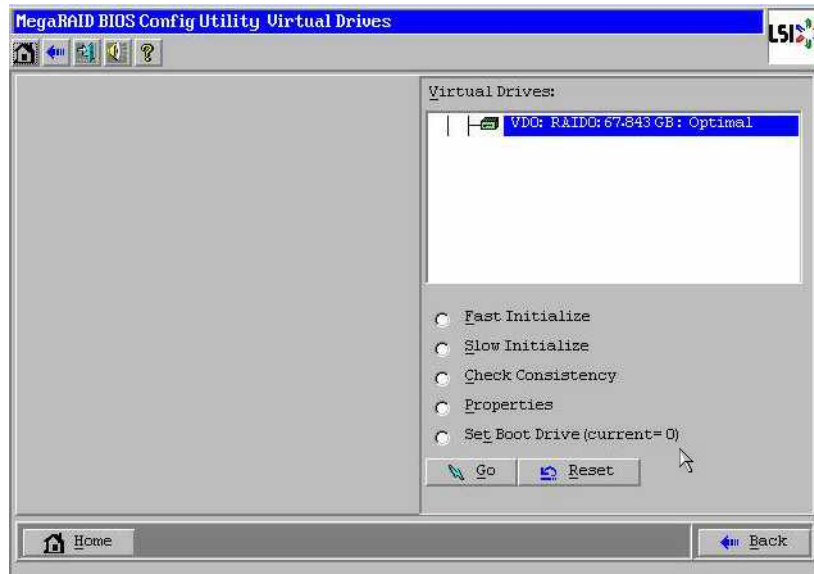 MegaRAID BIOS Config Utility Virtual Drives
LSI
?
Virtual Drives:
VD0: RAID0: 67.843 GB: Optimal
Fast Initialize
Slow Initialize
Check Consistency
Properties
Set Boot Drive (current= 0)
Go
Reset
Home
Back